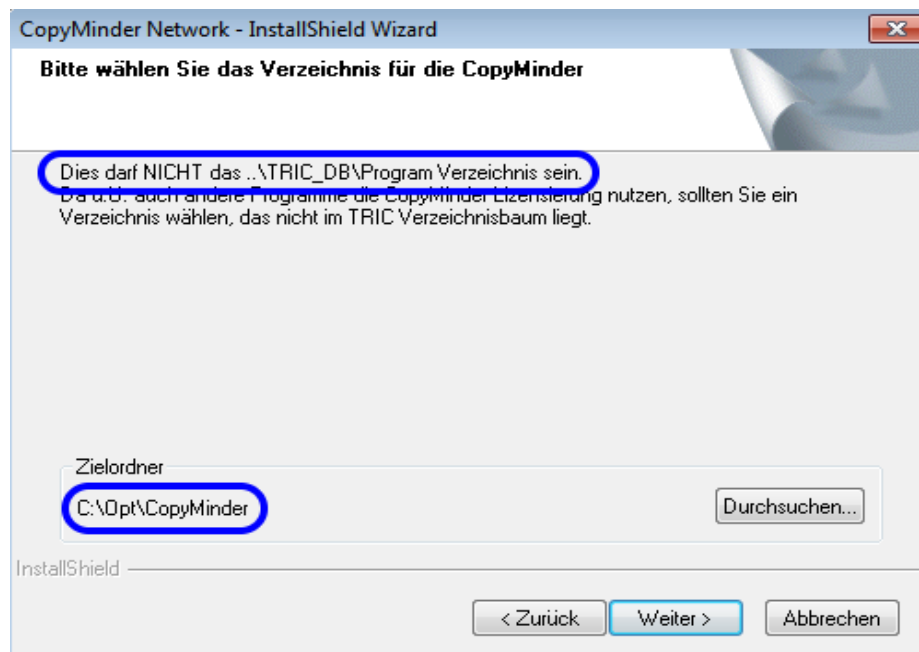 CopyMinder Network - InstallShield Wizard
Bitte wählen Sie das Verzeichnis für die CopyMinder
Dies darf NICHT das ..\TRIC_DB\Program Verzeichnis sein.
Da u.U. auch andere Programme die CopyMinder Lizensierung nutzen, sollten Sie ein
Verzeichnis wählen, das nicht im TRIC Verzeichnisbaum liegt.
Zielordner
C:\Opt\CopyMinder
Durchsuchen...
InstallShield
< Zurück
Weiter >
Abbrechen